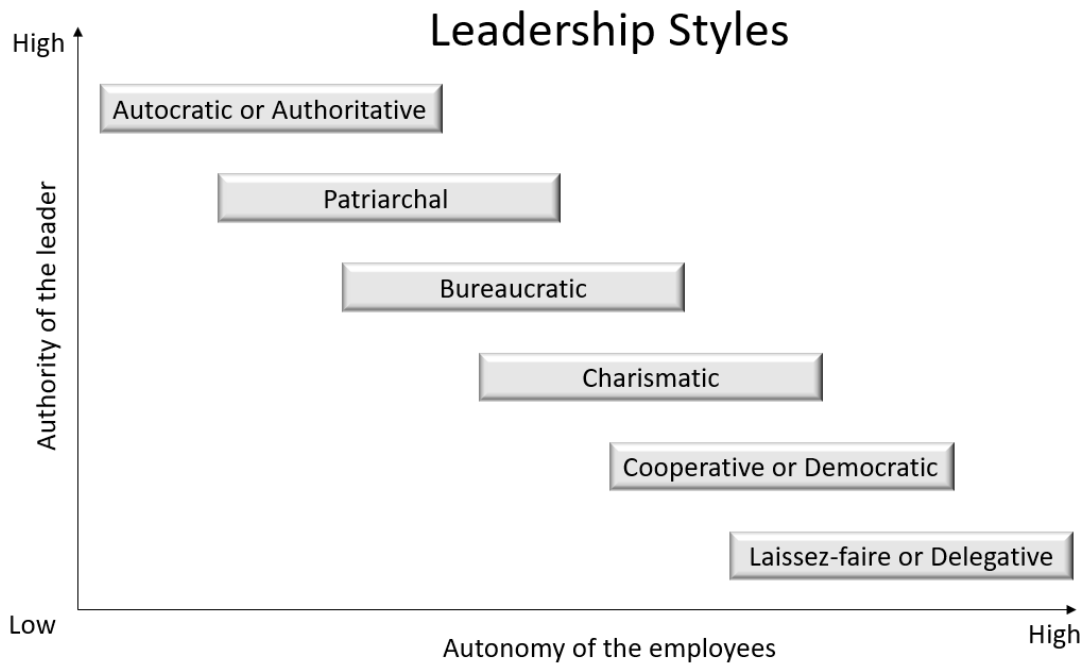 Leadership Styles
High
Autocratic or Authoritative
Patriarchal
Bureaucratic
Charismatic
Cooperative or Democratic
Laissez-faire or Delegative
Authority of the leader
Low
High
Autonomy of the employees